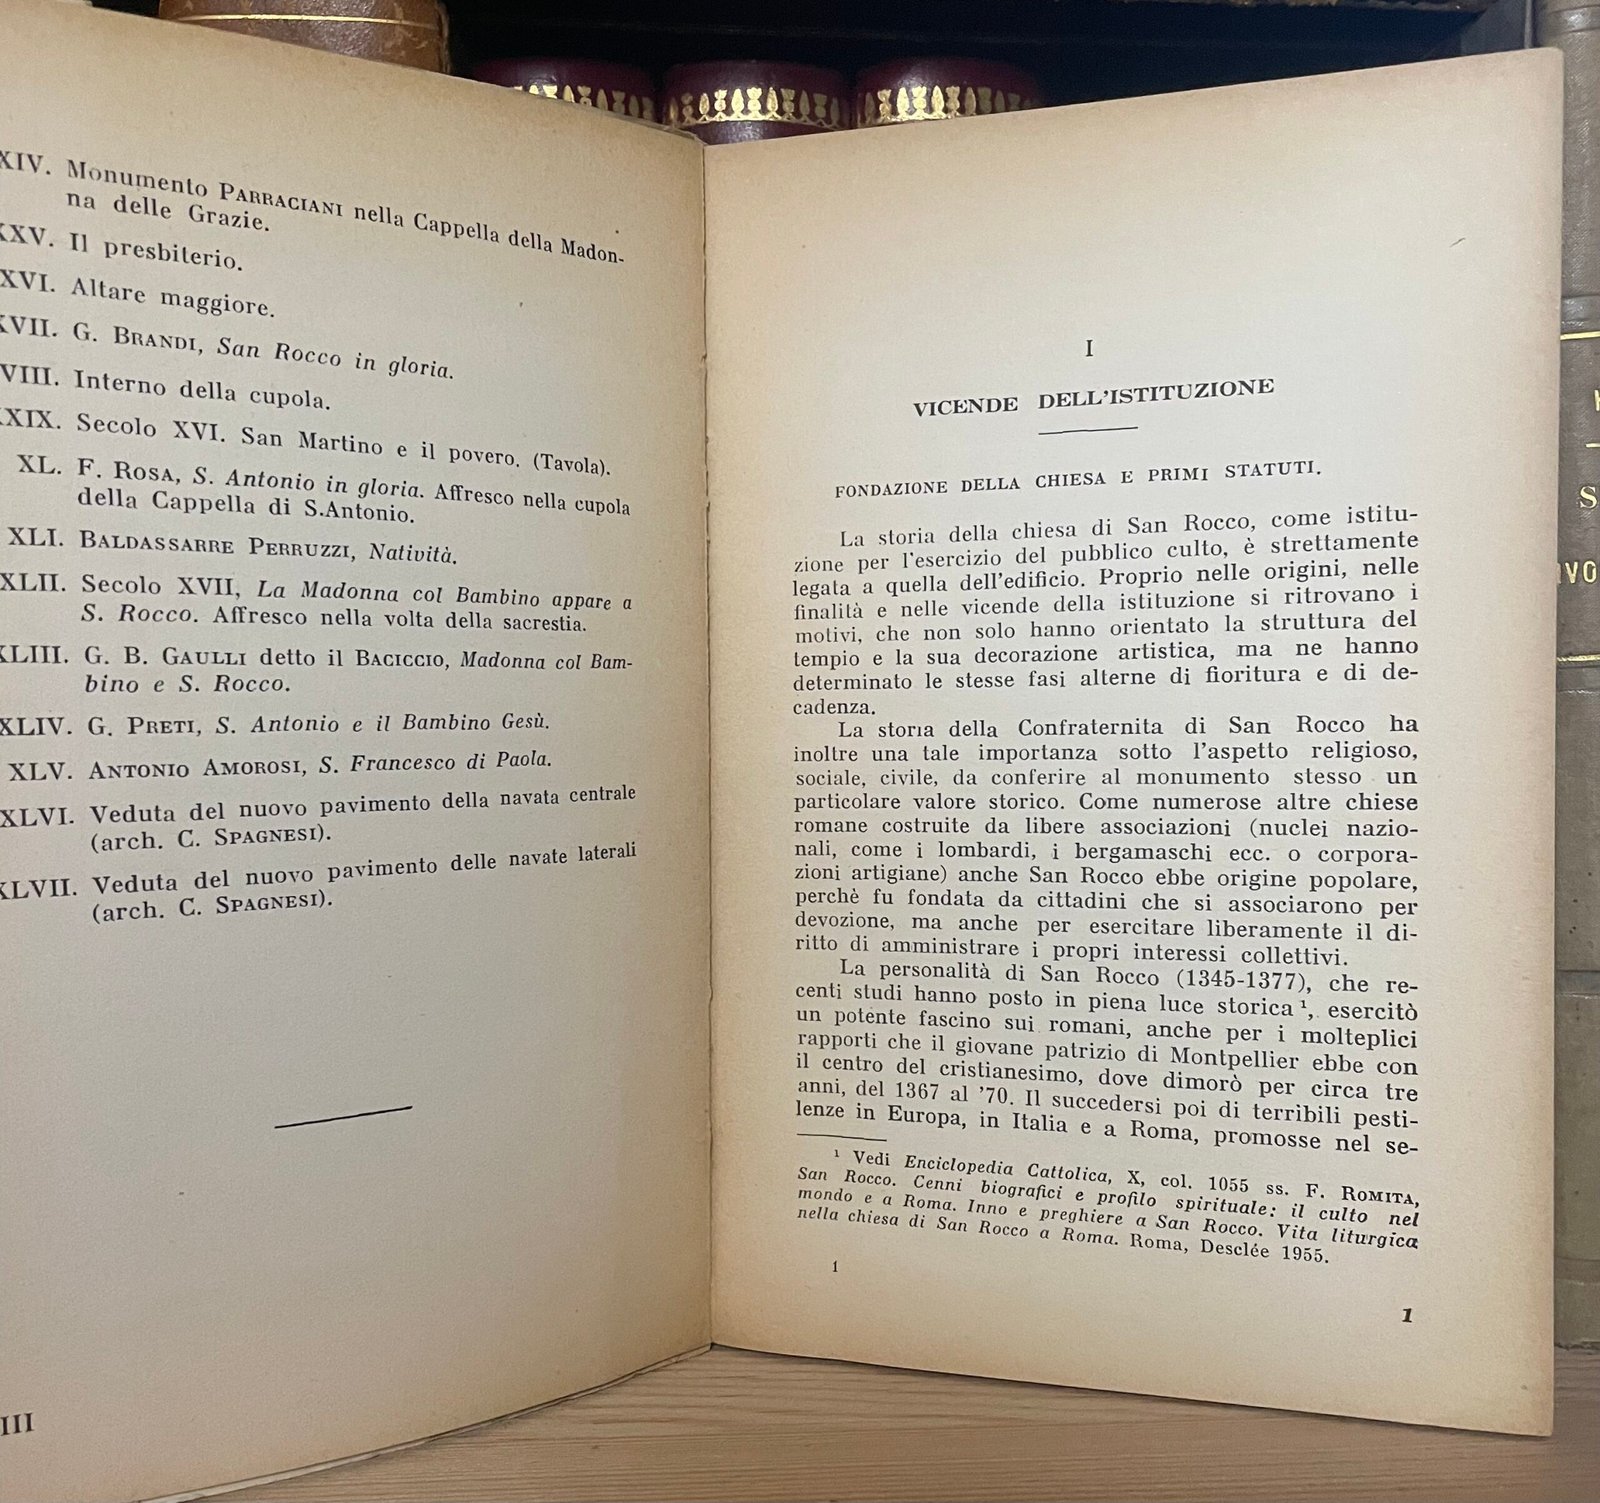 XIV. Monumento PARRACIANI nella Cappella della Madon-
na delle Grazie.
XXV. Il presbiterio.
XVI. Altare maggiore.
XVII. G. BRANDI, San Rocco in gloria.
VIII. Interno della cupola.
XXIX. Secolo XVI. San Martino e il povero. (Tavola).
XL. F. ROSA, S. Antonio in gloria. Affresco nella cupola
della Cappella di S.Antonio.
XLI. BALDASSARRE PERRUZZI, Natività.
XLII. Secolo XVII, La Madonna col Bambino appare a
S. Rocco. Affresco nella volta della sacrestia.
XLIII. G. B. GAULLI detto il BACICCIO, Madonna col Bam-
bino e S. Rocco.
XLIV. G. PRETI, S. Antonio e il Bambino Gesù.
XLV. ANTONIO AMOROSI, S. Francesco di Paola.
XLVI. Veduta del nuovo pavimento della navata centrale
(arch. C. SPAGNESI).
XLVII. Veduta del nuovo pavimento delle navate laterali
(arch. C. SPAGNESI).
III
I
VICENDE DELL'ISTITUZIONE
FONDAZIONE DELLA CHIESA E PRIMI STATUTI.
La storia della chiesa di San Rocco, come istitu-
zione per l'esercizio del pubblico culto, è strettamente
legata a quella dell'edificio. Proprio nelle origini, nelle
finalità e nelle vicende della istituzione si ritrovano i
motivi, che non solo hanno orientato la struttura del
tempio e la sua decorazione artistica, ma ne hanno
determinato le stesse fasi alterne di fioritura e di de-
cadenza.
La storia della Confraternita di San Rocco ha
inoltre una tale importanza sotto l'aspetto religioso,
sociale, civile, da conferire al monumento stesso un
particolare valore storico. Come numerose altre chiese
romane costruite da libere associazioni (nuclei nazio-
nali, come i lombardi, i bergamaschi ecc. o corpora-
zioni artigiane) anche San Rocco ebbe origine popolare,
perchè fu fondata da cittadini che si associarono per
devozione, ma anche per esercitare liberamente il di-
ritto di amministrare i propri interessi collettivi.
La personalità di San Rocco (1345-1377), che re-
centi studi hanno posto in piena luce storica ¹, esercitò
un potente fascino sui romani, anche per i molteplici
rapporti che il giovane patrizio di Montpellier ebbe con
il centro del cristianesimo, dove dimorò per circa tre
anni, del 1367 al '70. Il succedersi poi di terribili pesti-
lenze in Europa, in Italia e a Roma, promosse nel se-
¹ Vedi Enciclopedia Cattolica, X, col. 1055 ss. F. ROMITA,
San Rocco. Cenni biografici e profilo spirituale: il culto nel
mondo e a Roma. Inno e preghiere a San Rocco. Vita liturgica
nella chiesa di San Rocco a Roma. Roma, Desclée 1955.
1
1